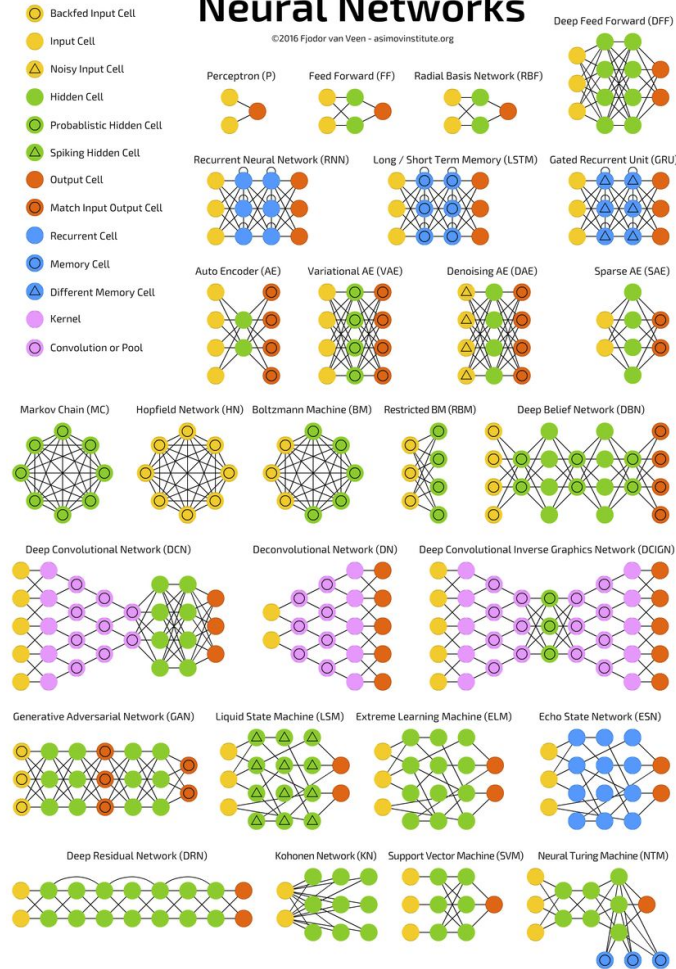 Neural Networks
©2016 Fjodor van Veen - asimovinstitute.org
Backfed Input Cell
Input Cell
Noisy Input Cell
Hidden Cell
Probablistic Hidden Cell
Spiking Hidden Cell
Output Cell
Match Input Output Cell
Recurrent Cell
Memory Cell
Different Memory Cell
Kernel
Convolution or Pool
Deep Feed Forward (DFF)
Perceptron (P)
Feed Forward (FF)
Radial Basis Network (RBF)
Recurrent Neural Network (RNN)
Long / Short Term Memory (LSTM)
Gated Recurrent Unit (GRU)
Auto Encoder (AE)
Variational AE (VAE)
Denoising AE (DAE)
Sparse AE (SAE)
Markov Chain (MC)
Hopfield Network (HN)
Boltzmann Machine (BM)
Restricted BM (RBM)
Deep Belief Network (DBN)
Deep Convolutional Network (DCN)
Deconvolutional Network (DN)
Deep Convolutional Inverse Graphics Network (DCIGN)
Generative Adversarial Network (GAN)
Liquid State Machine (LSM)
Extreme Learning Machine (ELM)
Echo State Network (ESN)
Deep Residual Network (DRN)
Kohonen Network (KN)
Support Vector Machine (SVM)
Neural Turing Machine (NTM)